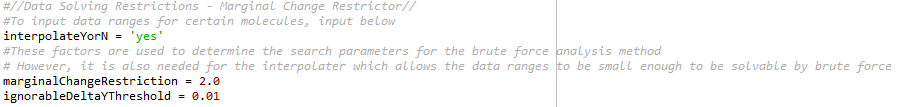 #//Data Solving Restrictions - Marginal Change Restrictor//
#To input data ranges for certain molecules, input below
interpolateYorN = 'yes'
#These factors are used to determine the search parameters for the brute force analysis method
# However, it is also needed for the interpolater which allows the data ranges to be small enough to be solvable by brute force
marginalChangeRestriction = 2.0
ignorableDeltaYThreshold = 0.01